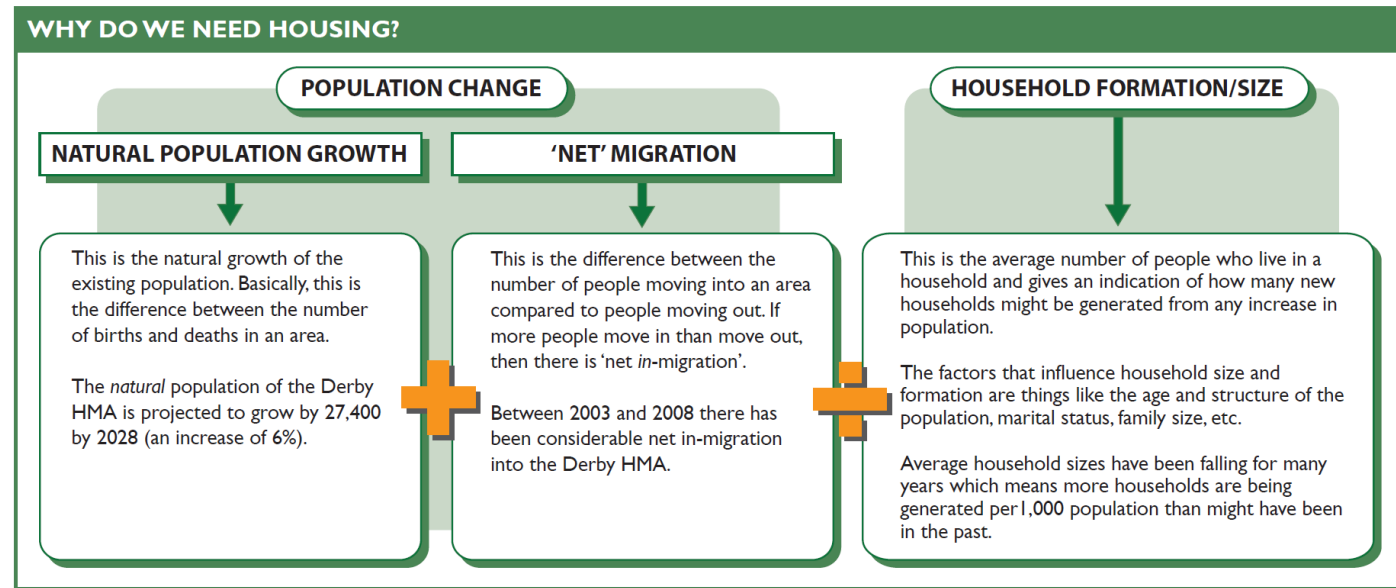 WHY DO WE NEED HOUSING?
POPULATION CHANGE
NATURAL POPULATION GROWTH
This is the natural growth of the
existing population. Basically, this is
the difference between the number
of births and deaths in an area.
The natural population of the Derby
HMA is projected to grow by 27,400
by 2028 (an increase of 6%).
‘NET’ MIGRATION
This is the difference between the
number of people moving into an area
compared to people moving out. If
more people move in than move out,
then there is ‘net in-migration’.
Between 2003 and 2008 there has
been considerable net in-migration
into the Derby HMA.
HOUSEHOLD FORMATION/SIZE
This is the average number of people who live in a
household and gives an indication of how many new
households might be generated from any increase in
population.
The factors that influence household size and
formation are things like the age and structure of the
population, marital status, family size, etc.
Average household sizes have been falling for many
years which means more households are being
generated per1,000 population than might have been
in the past.